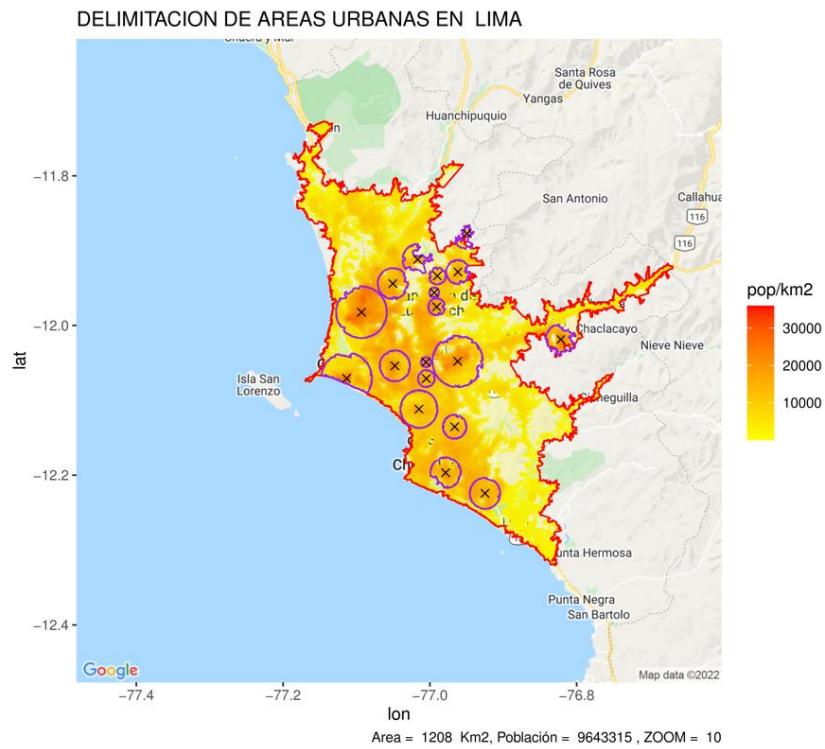 DELIMITACION DE AREAS URBANAS EN LIMA
Santa Rosa
de Quives
Yangas
Huanchipuquio
−11.8
San Antonio
Callahua
116
116
pop/km2
30000
−12.0
Chaclacayo
20000
Nieve Nieve
lat
Isla San
Lorenzo
10000
−12.2
Punta Hermosa
Punta Negra
San Bartolo
−12.4
Google
Map data ©2022
−77.4
−77.2
−77.0
−76.8
lon
Area = 1208 Km2, Población = 9643315 , ZOOM = 10